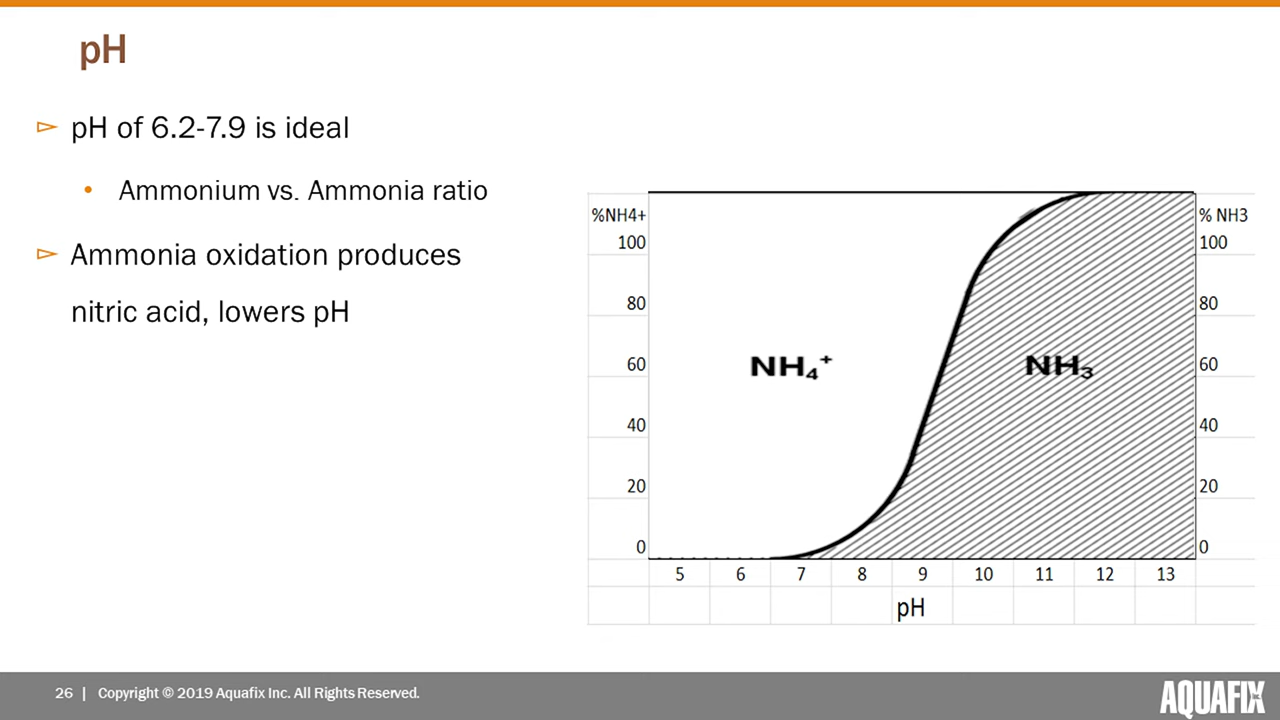 pH
pH of 6.2-7.9 is ideal
Ammonium vs. Ammonia ratio
Ammonia oxidation produces
nitric acid, lowers pH
%NH4+
100
80
60
40
20
0
NH₄⁺
NH₃
% NH3
100
80
60
40
20
0
5 6 7 8 9 10 11 12 13
pH
26 | Copyright © 2019 Aquafix Inc. All Rights Reserved.
AQUAFIX